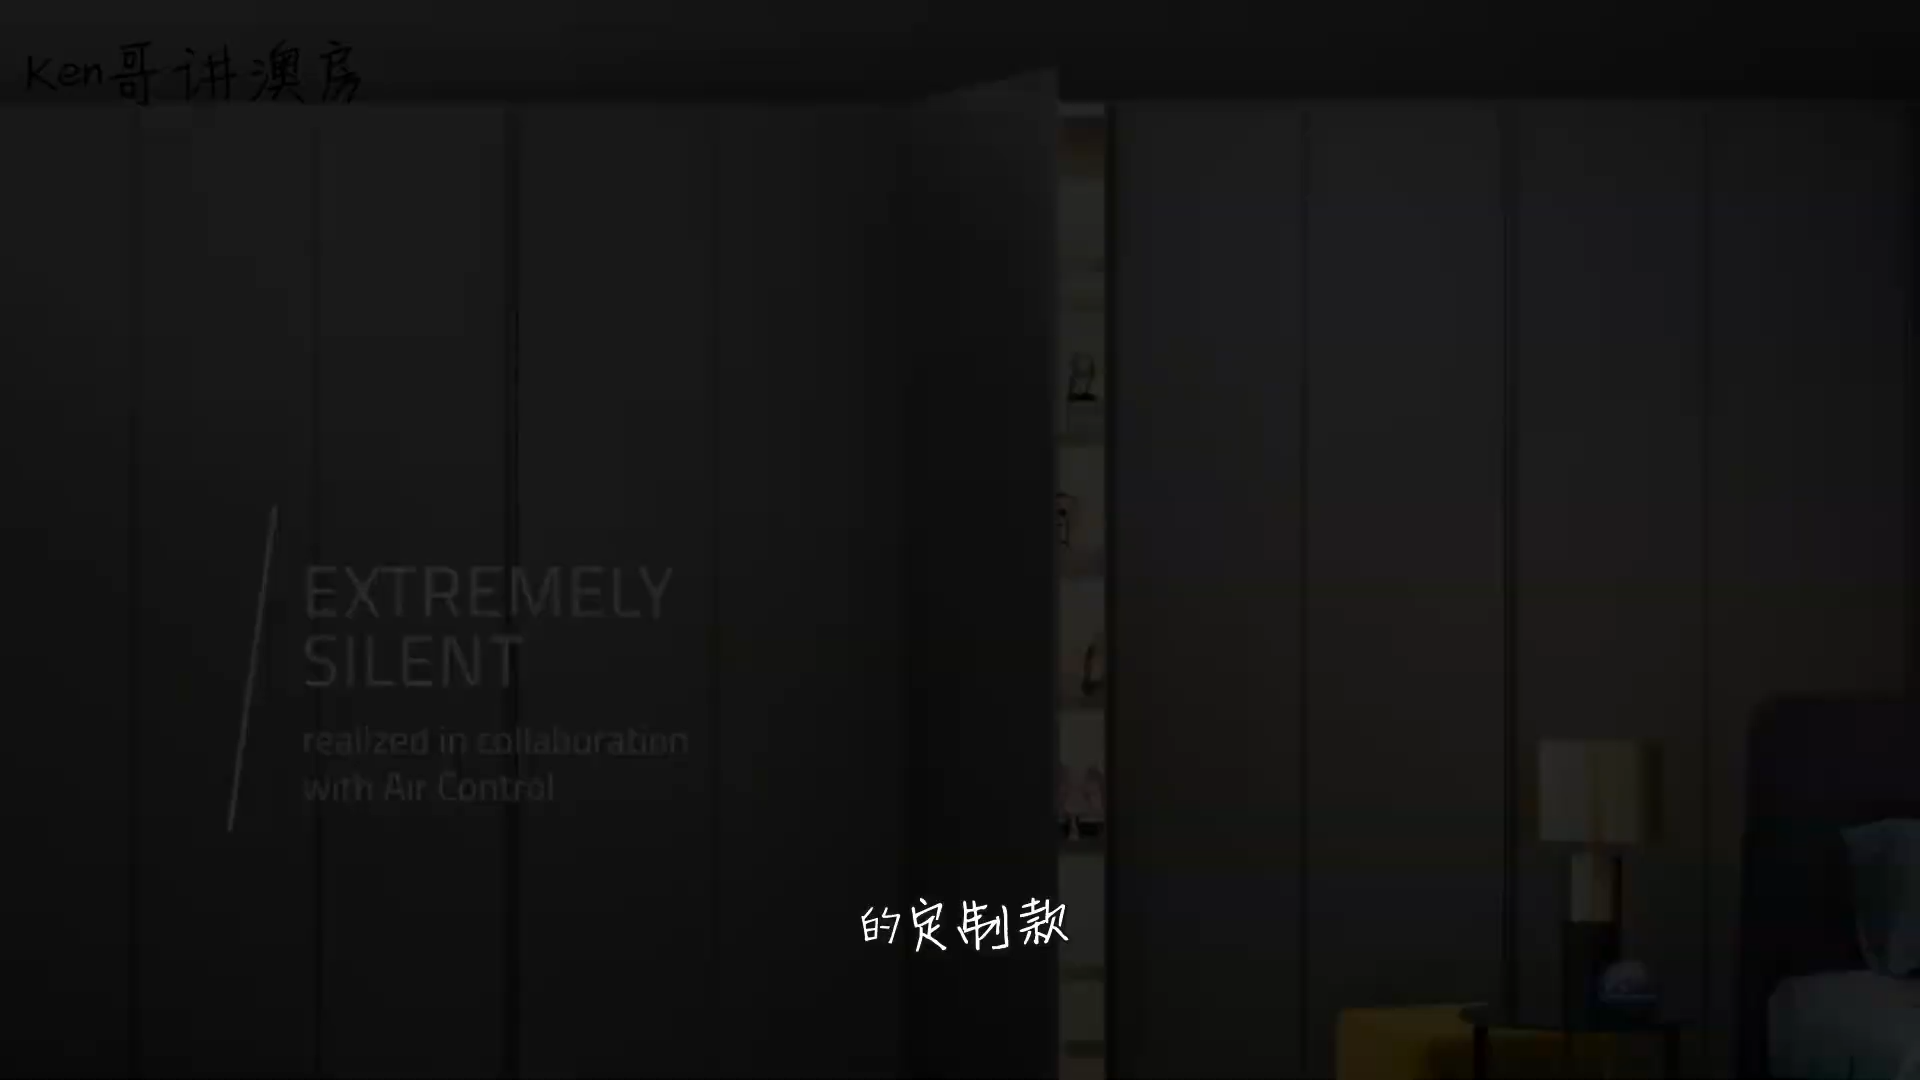 Ken哥讲澳房
EXTREMELY
SILENT
realized in collaboration
with Air Control
的定制款